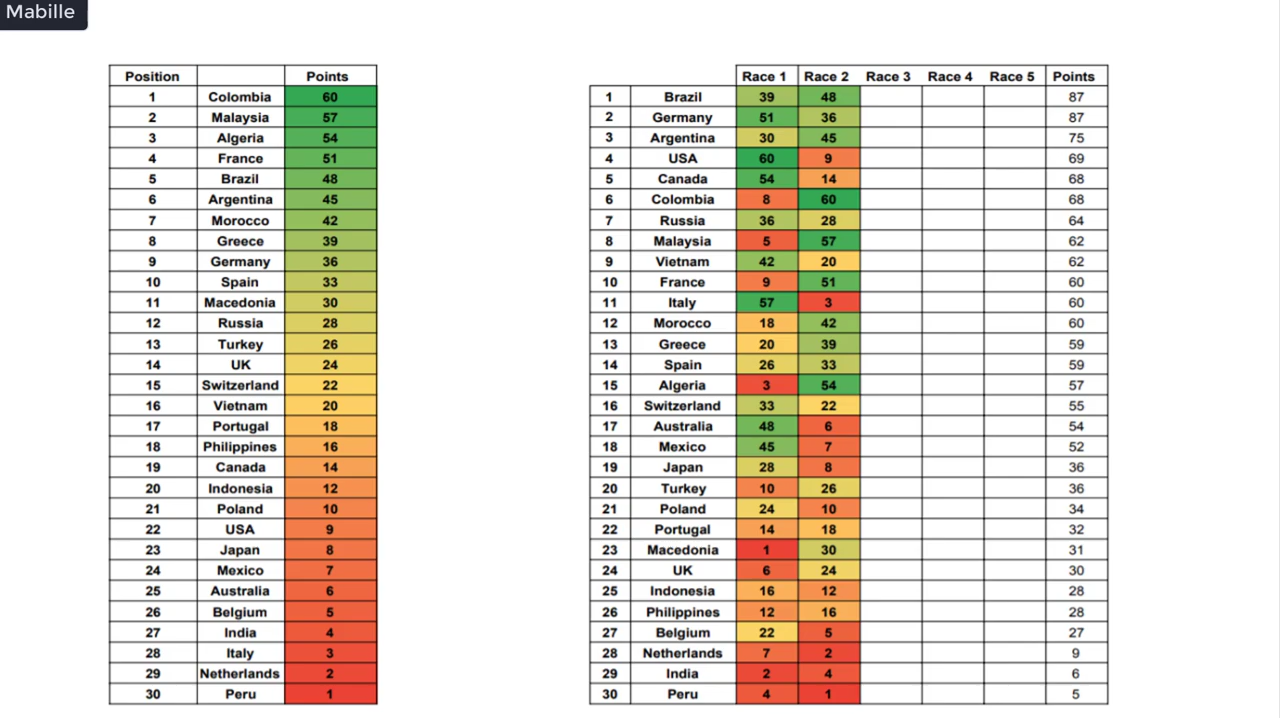 Mabille
Position Points
1 Colombia 60
2 Malaysia 57
3 Algeria 54
4 France 51
5 Brazil 48
6 Argentina 45
7 Morocco 42
8 Greece 39
9 Germany 36
10 Spain 33
11 Macedonia 30
12 Russia 28
13 Turkey 26
14 UK 24
15 Switzerland 22
16 Vietnam 20
17 Portugal 18
18 Philippines 16
19 Canada 14
20 Indonesia 12
21 Poland 10
22 USA 9
23 Japan 8
24 Mexico 7
25 Australia 6
26 Belgium 5
27 India 4
28 Italy 3
29 Netherlands 2
30 Peru 1
Race 1 Race 2 Race 3 Race 4 Race 5 Points
1 Brazil 39 48 87
2 Germany 51 36 87
3 Argentina 30 45 75
4 USA 60 9 69
5 Canada 54 14 68
6 Colombia 8 60 68
7 Russia 36 28 64
8 Malaysia 5 57 62
9 Vietnam 42 20 62
10 France 9 51 60
11 Italy 57 3 60
12 Morocco 18 42 60
13 Greece 20 39 59
14 Spain 26 33 59
15 Algeria 3 54 57
16 Switzerland 33 22 55
17 Australia 48 6 54
18 Mexico 45 7 52
19 Japan 28 8 36
20 Turkey 10 26 36
21 Poland 24 10 34
22 Portugal 14 18 32
23 Macedonia 1 30 31
24 UK 6 24 30
25 Indonesia 16 12 28
26 Philippines 12 16 28
27 Belgium 22 5 27
28 Netherlands 7 2 9
29 India 2 4 6
30 Peru 4 1 5